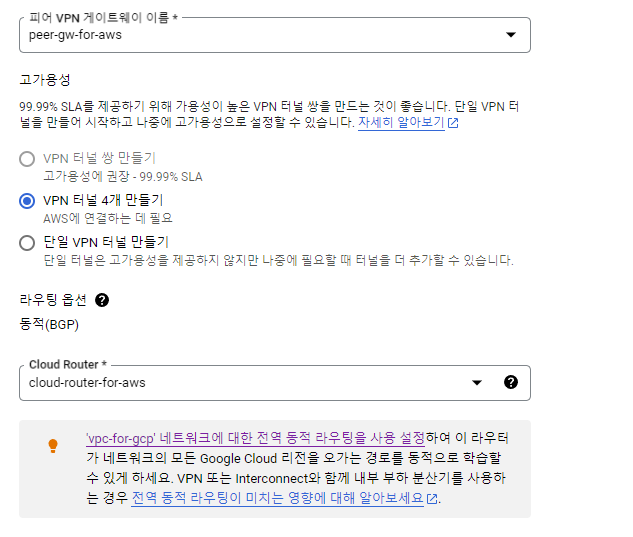 피어 VPN 게이트웨이 이름 *
peer-gw-for-aws
고가용성
99.99% SLA를 제공하기 위해 가용성이 높은 VPN 터널 쌍을 만드는 것이 좋습니다. 단일 VPN 터
널을 만들어 시작하고 나중에 고가용성으로 설정할 수 있습니다. 자세히 알아보기
VPN 터널 쌍 만들기
고가용성에 권장 - 99.99% SLA
VPN 터널 4개 만들기
AWS에 연결하는 데 필요
단일 VPN 터널 만들기
단일 터널은 고가용성을 제공하지 않지만 나중에 필요할 때 터널을 더 추가할 수 있습니다.
라우팅 옵션 ?
동적(BGP)
Cloud Router *
cloud-router-for-aws ?
'vpc-for-gcp' 네트워크에 대한 전역 동적 라우팅을 사용 설정하여 이 라우터
가 네트워크의 모든 Google Cloud 리전을 오가는 경로를 동적으로 학습할
수 있게 하세요. VPN 또는 Interconnect와 함께 내부 부하 분산기를 사용하
는 경우 전역 동적 라우팅이 미치는 영향에 대해 알아보세요.